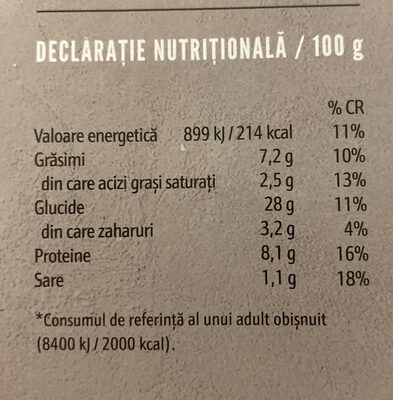 DECLARAȚIE NUTRIȚIONALĂ / 100 g
% CR
Valoare energetică 899 kJ / 214 kcal 11%
Grăsimi 7,2 g 10%
din care acizi grași saturați 2,5 g 13%
Glucide 28 g 11%
din care zaharuri 3,2 g 4%
Proteine 8,1 g 16%
Sare 1,1 g 18%
*Consumul de referință al unui adult obișnuit
(8400 kJ / 2000 kcal).